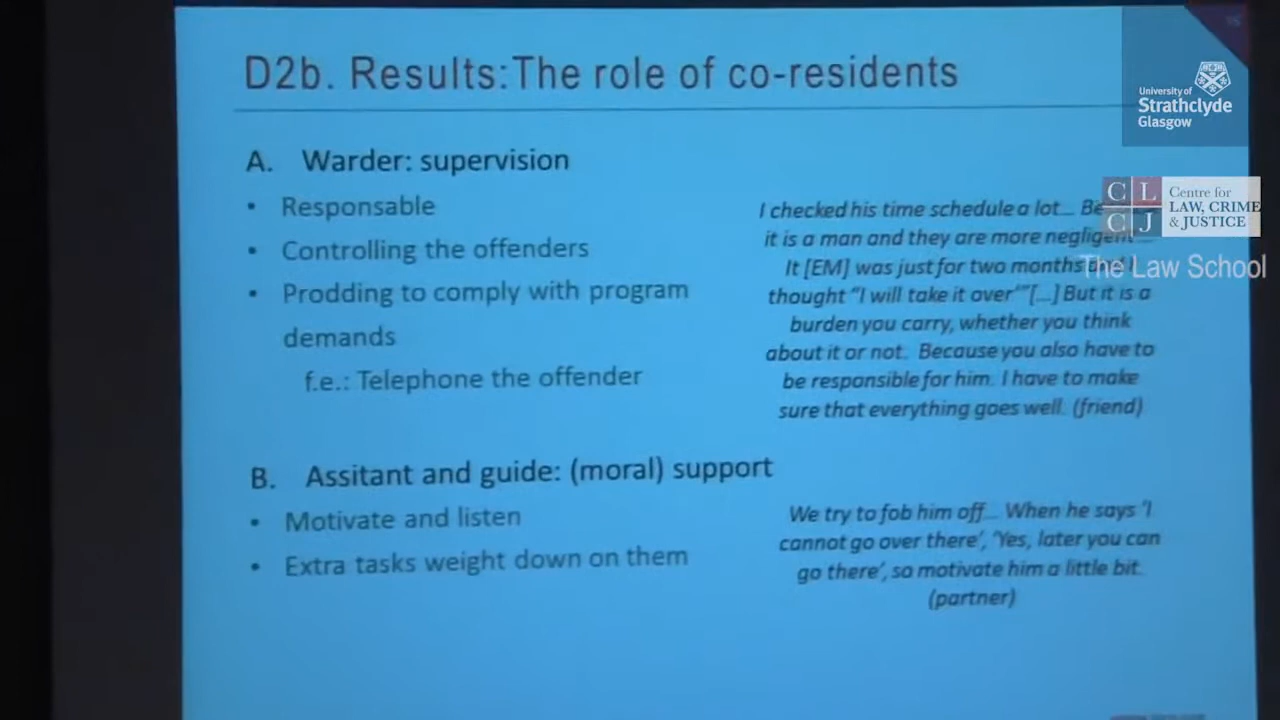 D2b. Results: The role of co-residents
A. Warder: supervision
• Responsable
• Controlling the offenders
• Prodding to comply with program
demands
f.e.: Telephone the offender
I checked his time schedule a lot...
it is a man and they are more negligent...
It [EM] was just for two months
thought “I will take it over’”[...] But it is a
burden you carry, whether you think
about it or not. Because you also have to
be responsible for him. I have to make
sure that everything goes well. (friend)
B. Assitant and guide: (moral) support
• Motivate and listen
• Extra tasks weight down on them
We try to fob him off... When he says ‘I
cannot go over there’, ‘Yes, later you can
go there’, so motivate him a little bit.
(partner)
University of
Strathclyde
Glasgow
C L
C J
Centre for
LAW, CRIME
& JUSTICE
The Law School